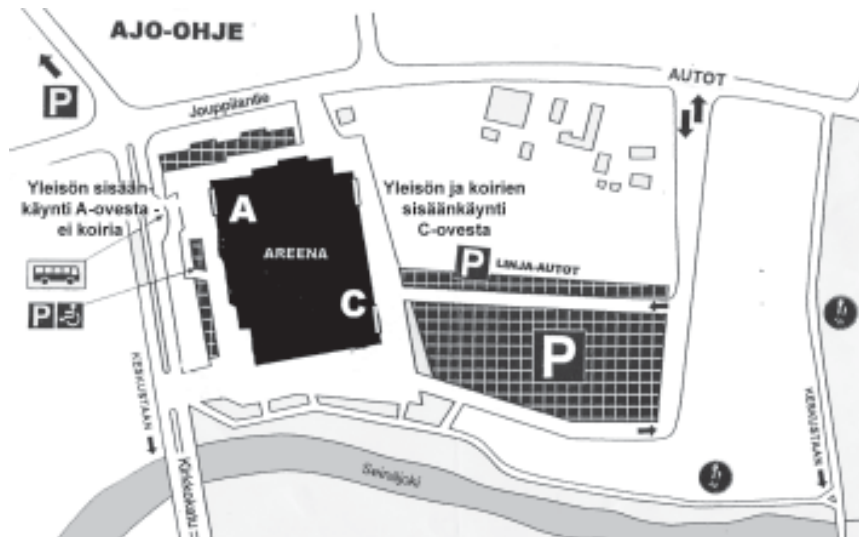 AJO-OHJE
AUTOT
P
Jouppilantie
Yleisön sisään-
käynti A-ovesta -
ei koiria
A
AREENA
C
Yleisön ja koirien
sisäänkäynti
C-ovesta
P LINJA-AUTOT
P
P
KESKUSTAAN
KESKUSTAAN
Kirkkokatu
Seinäjoki